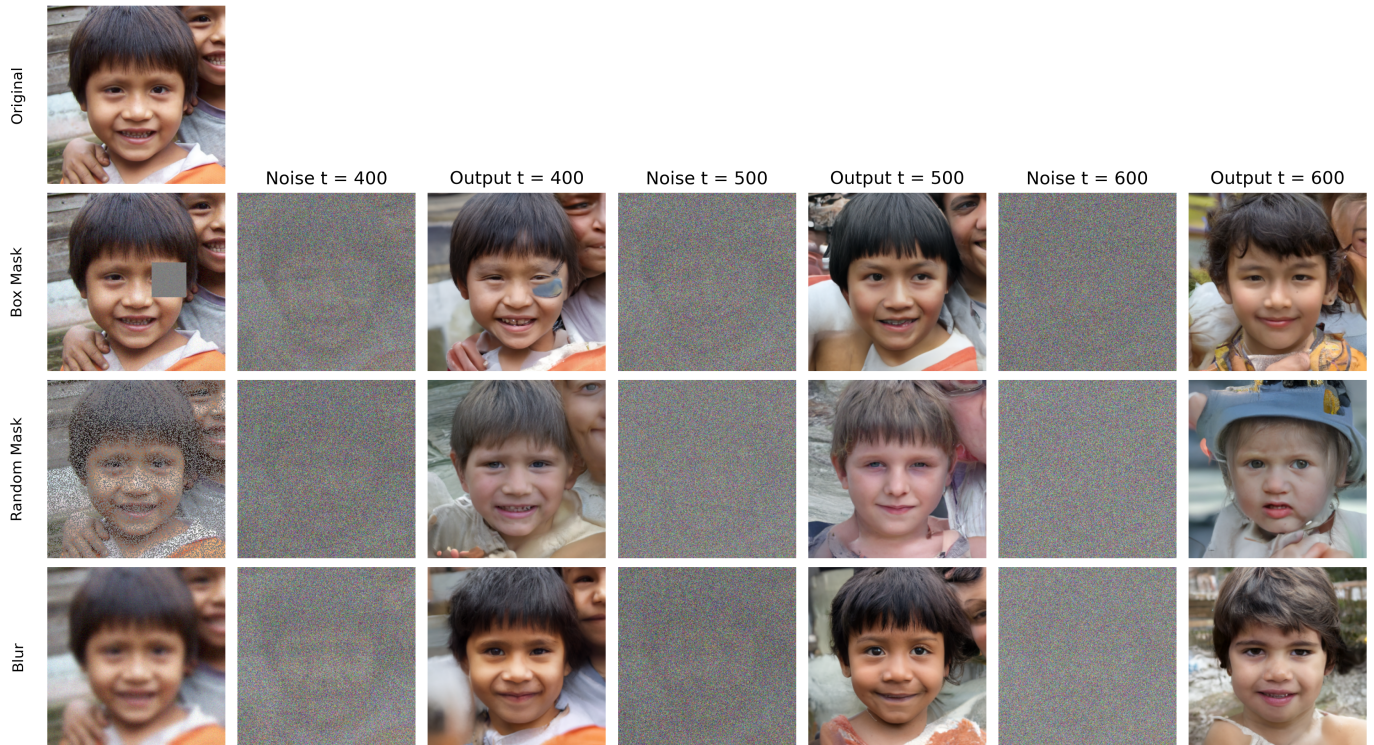 Original
Noise t = 400
Output t = 400
Noise t = 500
Output t = 500
Noise t = 600
Output t = 600
Box Mask
Random Mask
Blur